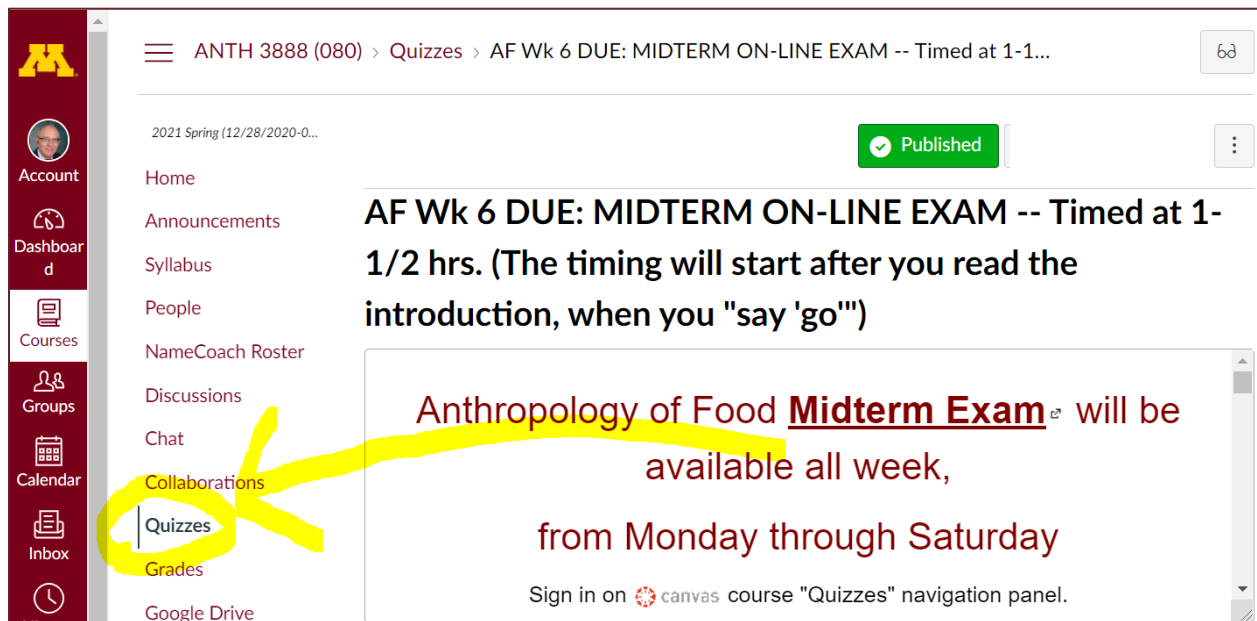 ANTH 3888 (080) > Quizzes > AF Wk 6 DUE: MIDTERM ON-LINE EXAM -- Timed at 1-1...
Account
Dashboar
d
Courses
Groups
Calendar
Inbox
2021 Spring (12/28/2020-0...
Home
Announcements
Syllabus
People
NameCoach Roster
Discussions
Chat
Collaborations
Quizzes
Grades
Google Drive
Published
AF Wk 6 DUE: MIDTERM ON-LINE EXAM -- Timed at 1-
1/2 hrs. (The timing will start after you read the
introduction, when you "say 'go'")
Anthropology of Food Midterm Exam will be
available all week,
from Monday through Saturday
Sign in on canvas course "Quizzes" navigation panel.